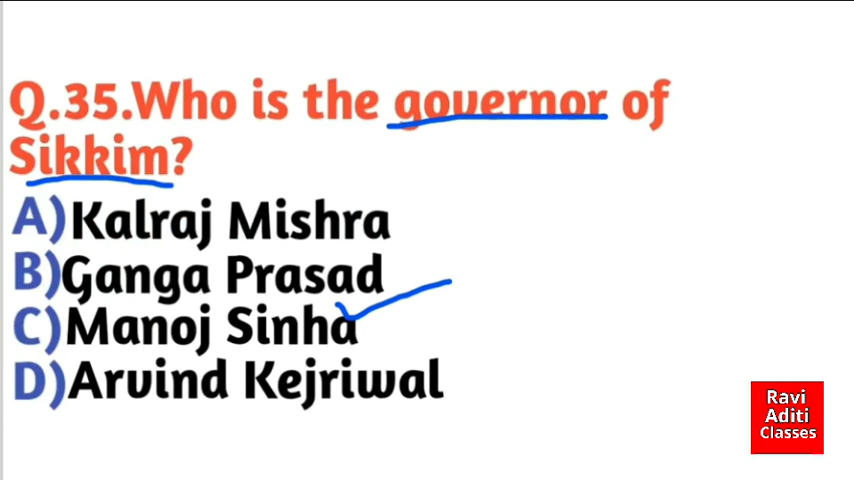 Q.35.Who is the governor of
Sikkim?
A)Kalraj Mishra
B)Ganga Prasad
C)Manoj Sinha
D)Arvind Kejriwal
Ravi
Aditi
Classes